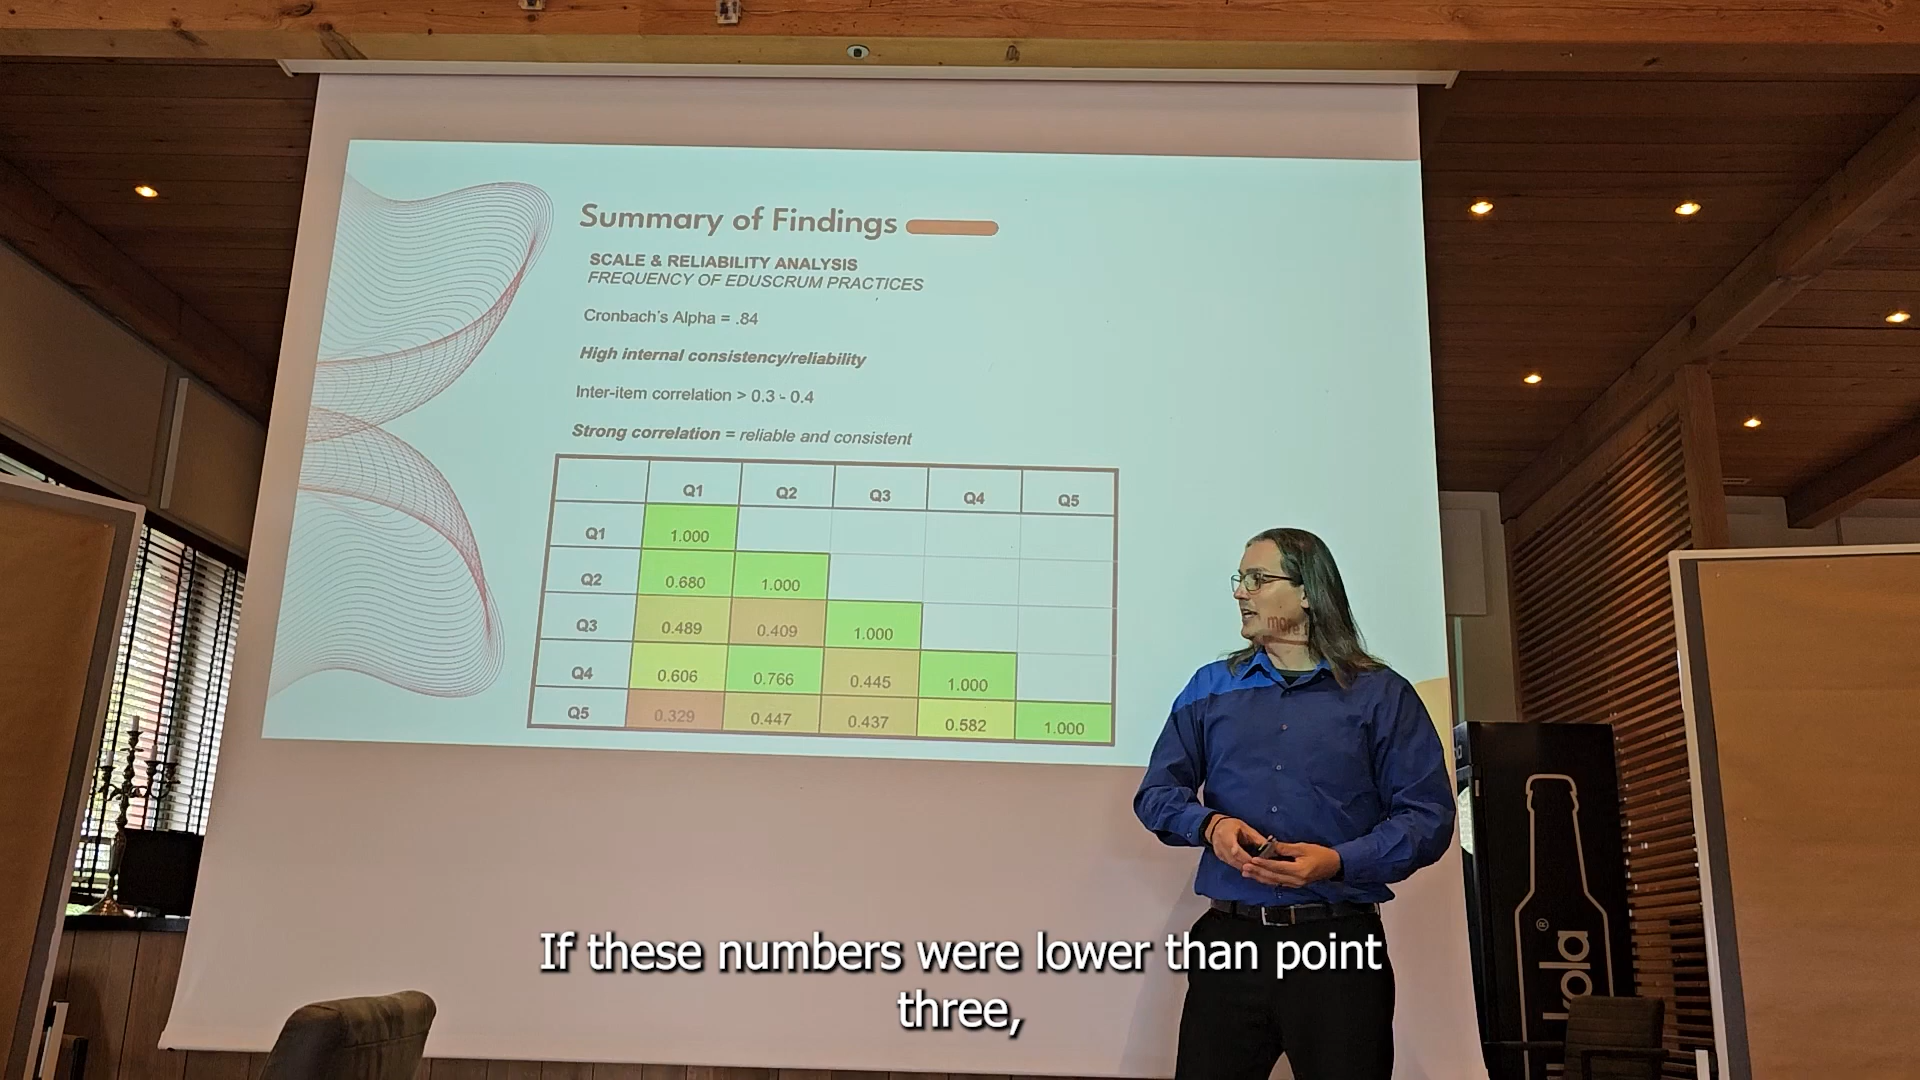 Summary of Findings
SCALE & RELIABILITY ANALYSIS
FREQUENCY OF EDUSCRUM PRACTICES
Cronbach's Alpha = .84
High internal consistency/reliability
Inter-item correlation > 0.3 - 0.4
Strong correlation = reliable and consistent
Q1 Q2 Q3 Q4 Q5
Q1 1.000
Q2 0.680 1.000
Q3 0.489 0.409 1.000
Q4 0.606 0.766 0.445 1.000
Q5 0.329 0.447 0.437 0.582 1.000
more
kola
®
If these numbers were lower than point
three,